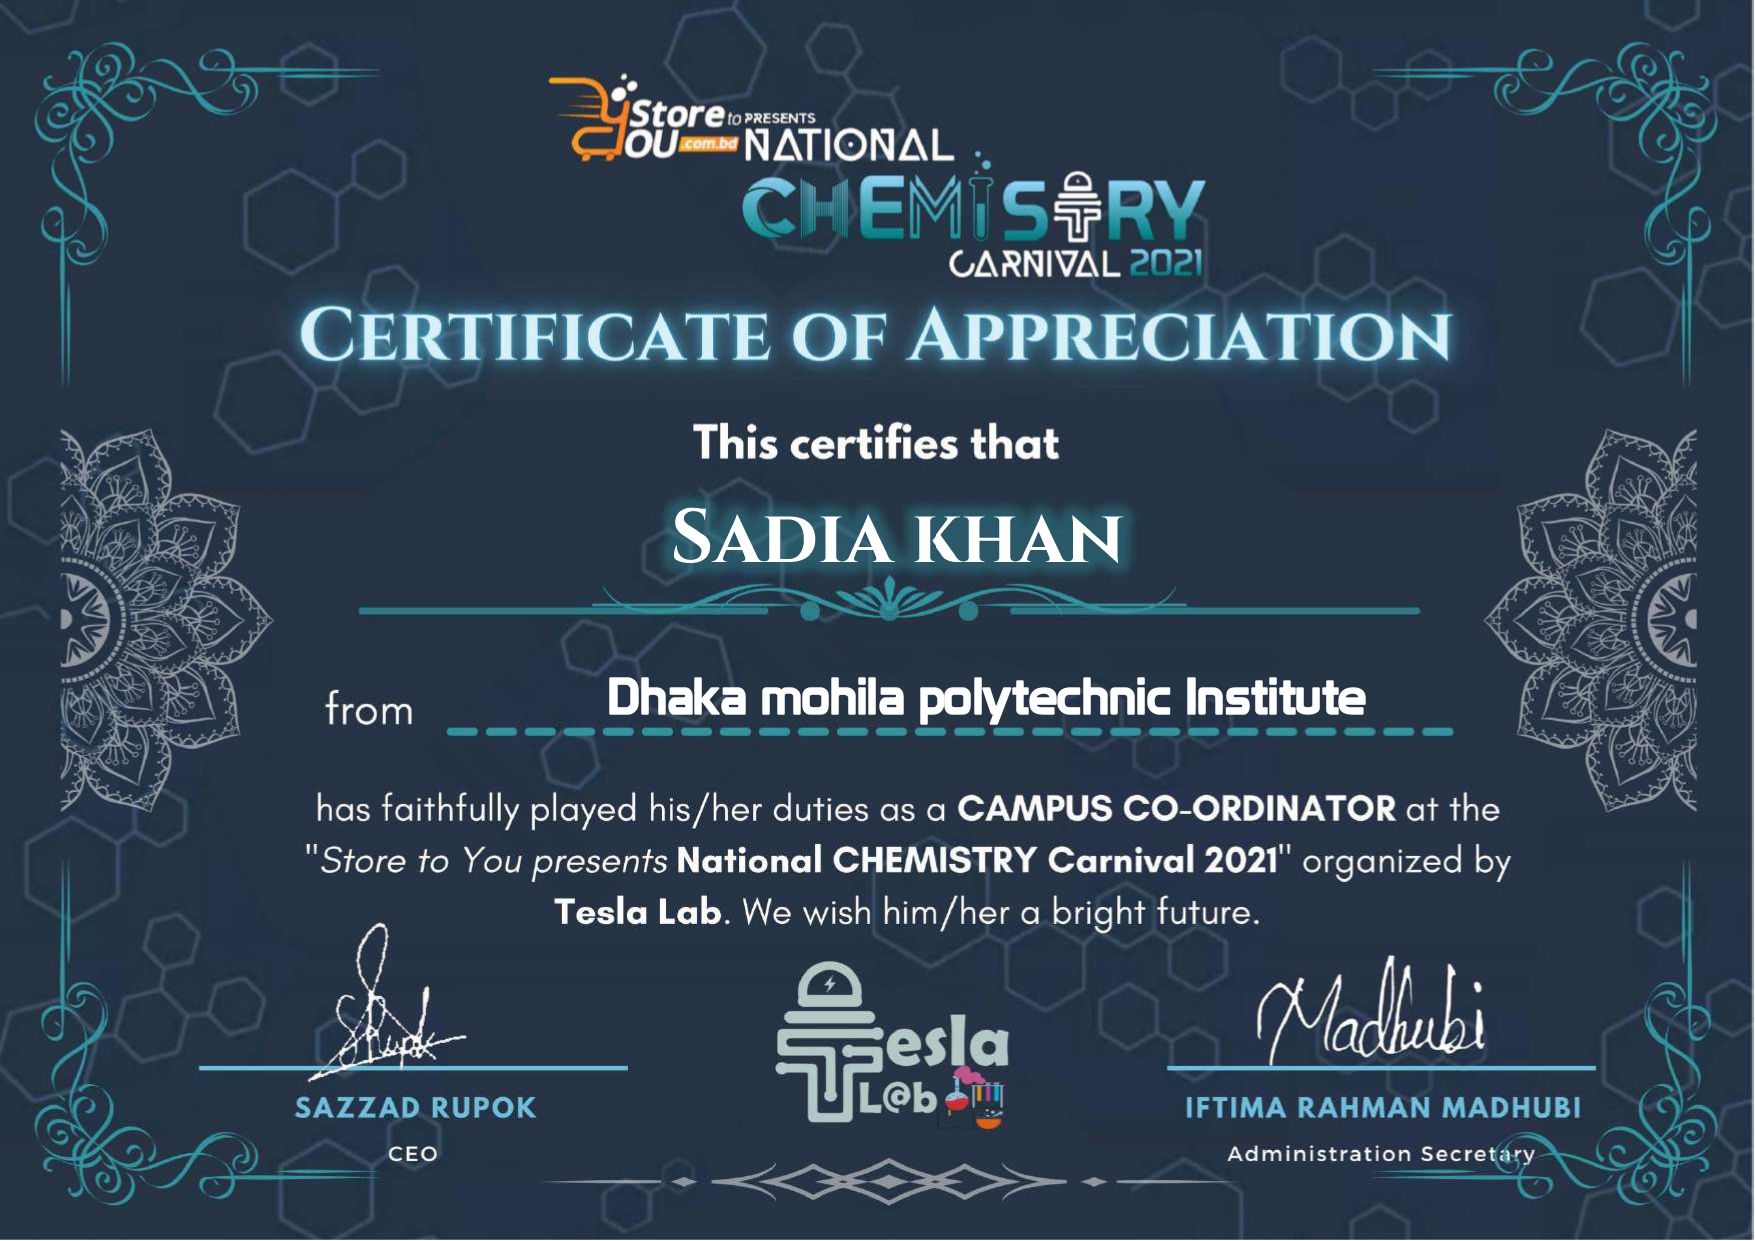 Store to PRESENTS
YOU .com.bd NATIONAL
CHEMISTRY
CARNIVAL 2021
CERTIFICATE OF APPRECIATION
This certifies that
SADIA KHAN
from Dhaka mohila polytechnic Institute
has faithfully played his/her duties as a CAMPUS CO-ORDINATOR at the
"Store to You presents National CHEMISTRY Carnival 2021" organized by
Tesla Lab. We wish him/her a bright future.
Rupok
Madhubi
Tesla
L@b
SAZZAD RUPOK
IFTIMA RAHMAN MADHUBI
CEO
Administration Secretary